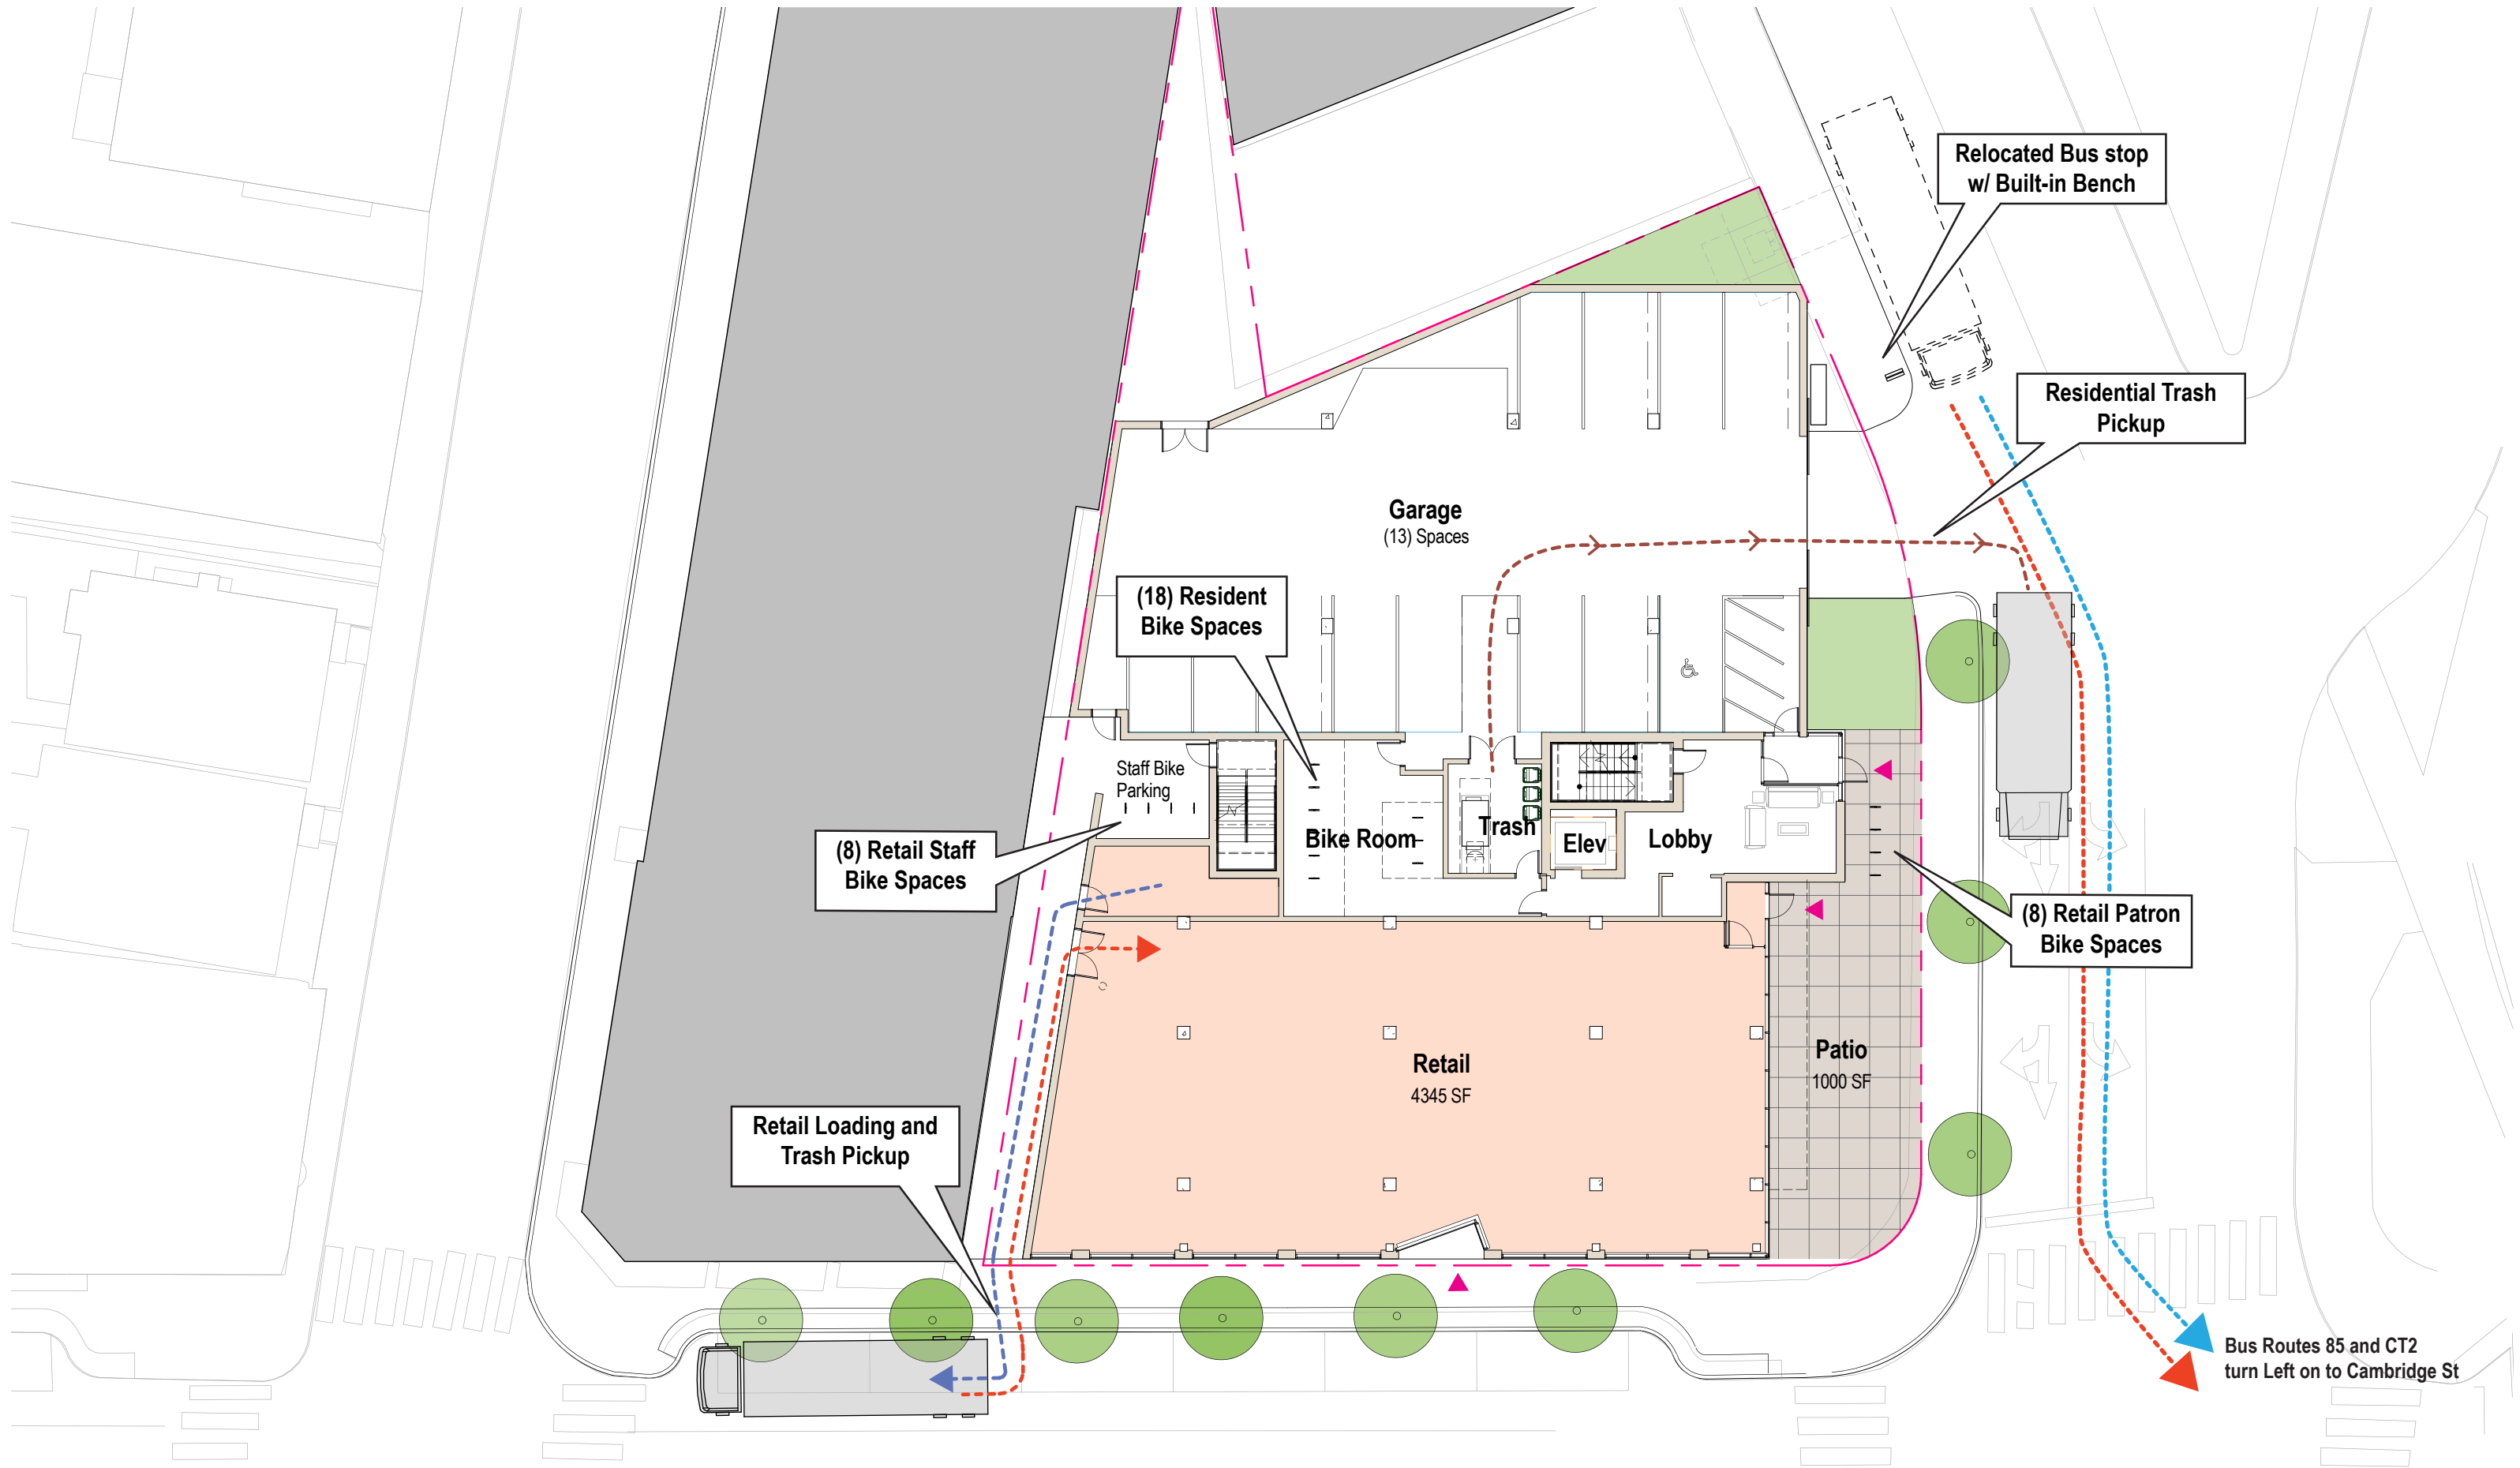 Relocated Bus stop
w/ Built-in Bench
Residential Trash
Pickup
Garage
(13) Spaces
(18) Resident
Bike Spaces
Staff Bike
Parking
Bike Room
Trash
Elev
Lobby
(8) Retail Staff
Bike Spaces
(8) Retail Patron
Bike Spaces
Retail
4345 SF
Patio
1000 SF
Retail Loading and
Trash Pickup
Bus Routes 85 and CT2
turn Left on to Cambridge St